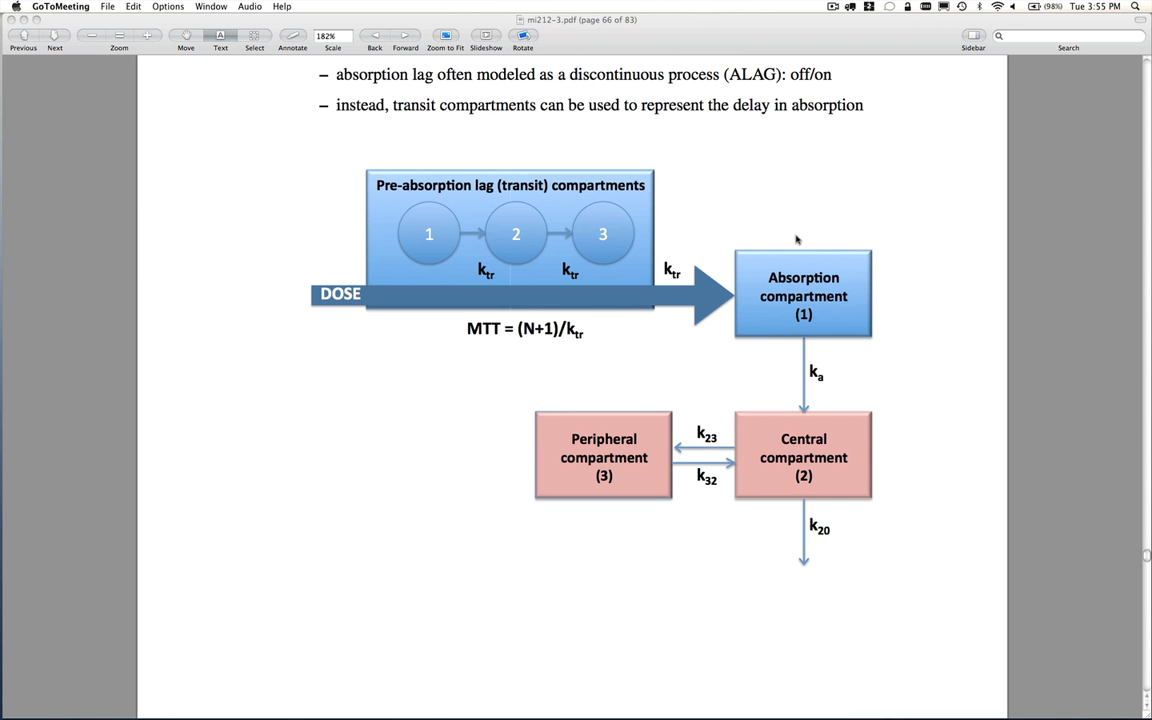 GoToMeeting File Edit Options Window Audio Help
(98%) Tue 3:55 PM
mi212-3.pdf (page 66 of 83)
182%
Previous Next Zoom Move Text Select Annotate Scale Back Forward Zoom to Fit Slideshow Rotate Sidebar Search
– absorption lag often modeled as a discontinuous process (ALAG): off/on
– instead, transit compartments can be used to represent the delay in absorption
Pre-absorption lag (transit) compartments
1 2 3
ktr ktr ktr
DOSE
MTT = (N+1)/ktr
Absorption
compartment
(1)
ka
Peripheral
compartment
(3)
k23
k32
Central
compartment
(2)
k20